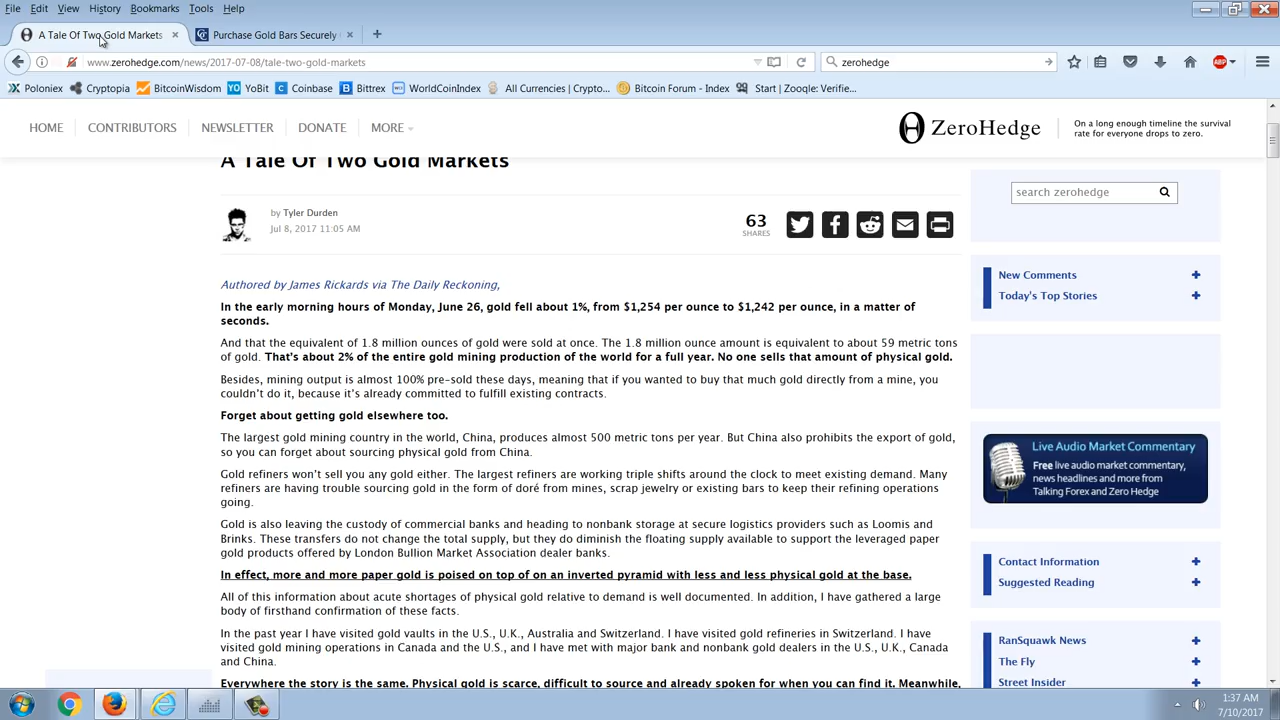 File Edit View History Bookmarks Tools Help
A Tale Of Two Gold Markets
Purchase Gold Bars Securely
www.zerohedge.com/news/2017-07-08/tale-two-gold-markets
zerohedge
ABP
Poloniex Cryptopia BitcoinWisdom YoBit Coinbase Bittrex WorldCoinIndex All Currencies | Crypto... Bitcoin Forum - Index Start | Zooqle: Verifie...
HOME CONTRIBUTORS NEWSLETTER DONATE MORE
ZeroHedge
On a long enough timeline the survival
rate for everyone drops to zero.
A Tale Of Two Gold Markets
by Tyler Durden
Jul 8, 2017 11:05 AM
63
SHARES
Authored by James Rickards via The Daily Reckoning,
In the early morning hours of Monday, June 26, gold fell about 1%, from $1,254 per ounce to $1,242 per ounce, in a matter of
seconds.
And that the equivalent of 1.8 million ounces of gold were sold at once. The 1.8 million ounce amount is equivalent to about 59 metric tons
of gold. That's about 2% of the entire gold mining production of the world for a full year. No one sells that amount of physical gold.
Besides, mining output is almost 100% pre-sold these days, meaning that if you wanted to buy that much gold directly from a mine, you
couldn't do it, because it's already committed to fulfill existing contracts.
Forget about getting gold elsewhere too.
The largest gold mining country in the world, China, produces almost 500 metric tons per year. But China also prohibits the export of gold,
so you can forget about sourcing physical gold from China.
Gold refiners won't sell you any gold either. The largest refiners are working triple shifts around the clock to meet existing demand. Many
refiners are having trouble sourcing gold in the form of doré from mines, scrap jewelry or existing bars to keep their refining operations
going.
Gold is also leaving the custody of commercial banks and heading to nonbank storage at secure logistics providers such as Loomis and
Brinks. These transfers do not change the total supply, but they do diminish the floating supply available to support the leveraged paper
gold products offered by London Bullion Market Association dealer banks.
In effect, more and more paper gold is poised on top of on an inverted pyramid with less and less physical gold at the base.
All of this information about acute shortages of physical gold relative to demand is well documented. In addition, I have gathered a large
body of firsthand confirmation of these facts.
In the past year I have visited gold vaults in the U.S., U.K., Australia and Switzerland. I have visited gold refineries in Switzerland. I have
visited gold mining operations in Canada and the U.S., and I have met with major bank and nonbank gold dealers in the U.S., U.K., Canada
and China.
Everywhere the story is the same. Physical gold is scarce, difficult to source and already spoken for when you can find it. Meanwhile,
search zerohedge
New Comments
Today's Top Stories
Live Audio Market Commentary
Free live audio market commentary,
news headlines and more from
Talking Forex and Zero Hedge
Contact Information
Suggested Reading
RanSquawk News
The Fly
Street Insider
1:37 AM
7/10/2017